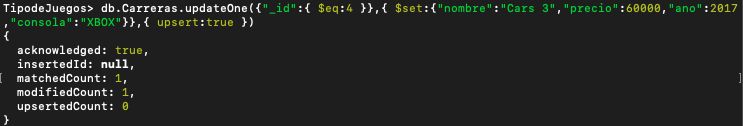 TipodeJuegos> db.Carreras.updateOne({"_id":{ $eq:4 }},{ $set:{"nombre":"Cars 3","precio":60000,"ano":2017
,"consola":"XBOX"}},{ upsert:true })
{
  acknowledged: true,
  insertedId: null,
[ matchedCount: 1, ]
  modifiedCount: 1,
  upsertedCount: 0
}